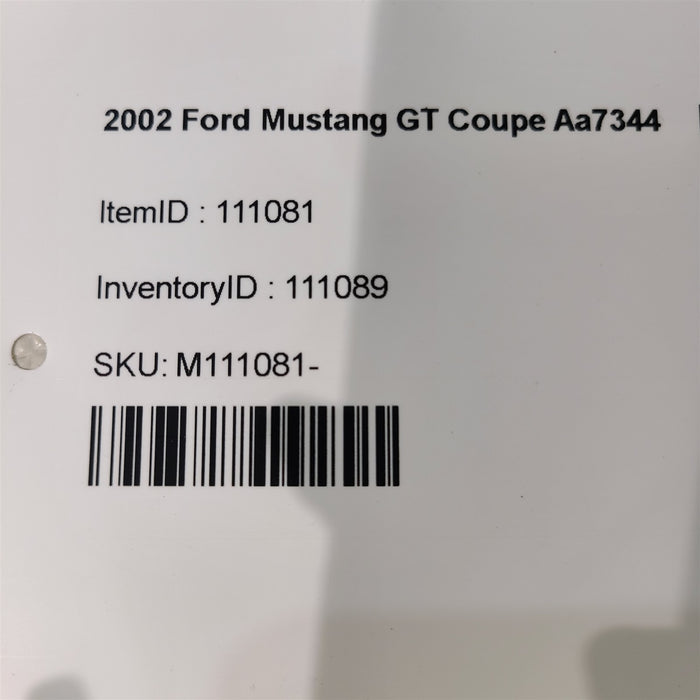 2002 Ford Mustang GT Coupe Aa7344
ItemID : 111081
InventoryID : 111089
SKU: M111081-